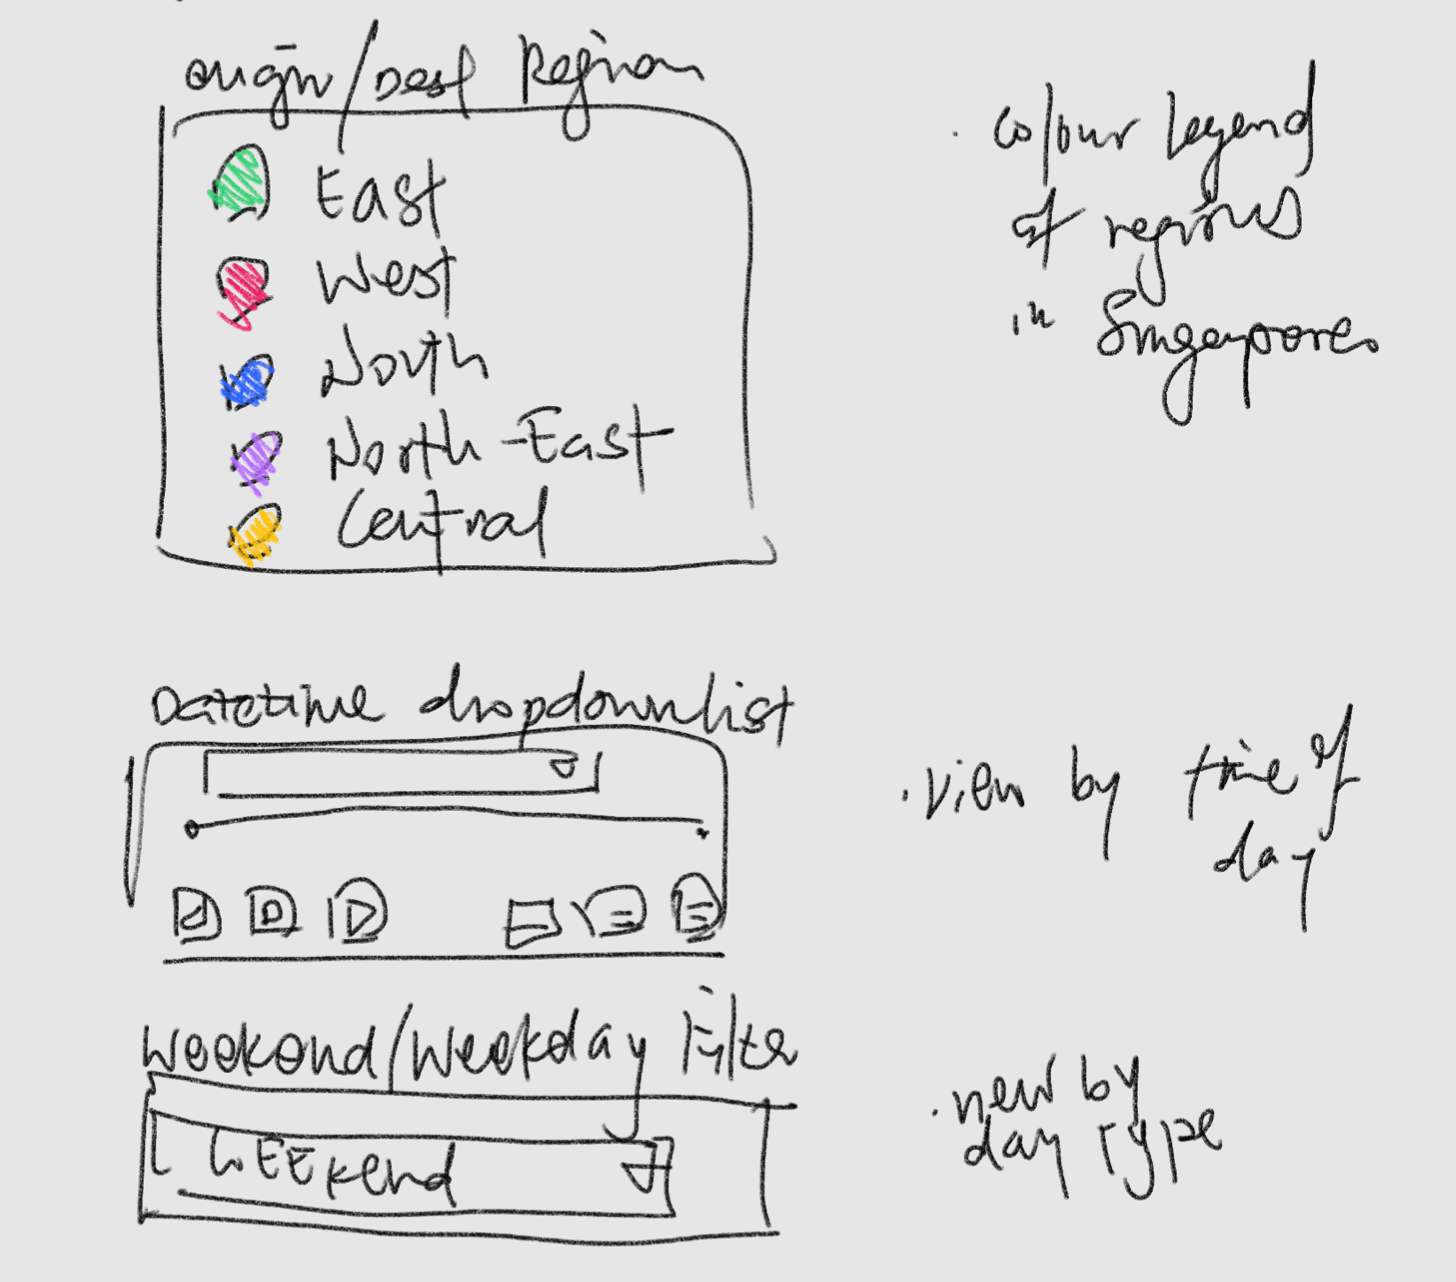 Origin/Dest Region
East
West
North
North-East
Central
. Colour legend
of regions
in Singapore
Datetime dropdownlist
. View by time of
day
Weekend/Weekday Filter
WEEkend
. view by
day type